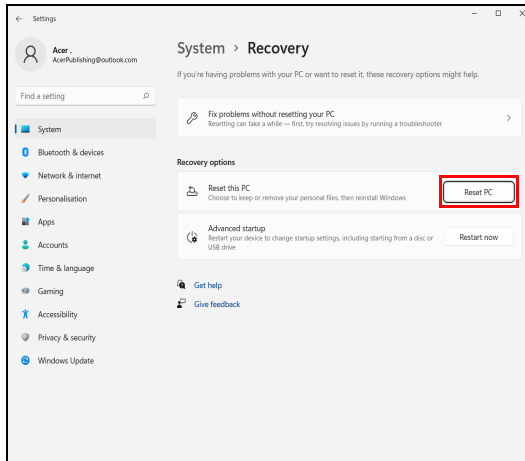 Settings
Acer .
AcerPublishing@outlook.com
Find a setting
System
Bluetooth & devices
Network & internet
Personalisation
Apps
Accounts
Time & language
Gaming
Accessibility
Privacy & security
Windows Update
System > Recovery
If you're having problems with your PC or want to reset it, these recovery options might help.
Fix problems without resetting your PC
Resetting can take a while — first, try resolving issues by running a troubleshooter
Recovery options
Reset this PC
Choose to keep or remove your personal files, then reinstall Windows
Reset PC
Advanced startup
Restart your device to change startup settings, including starting from a disc or
USB drive
Restart now
Get help
Give feedback